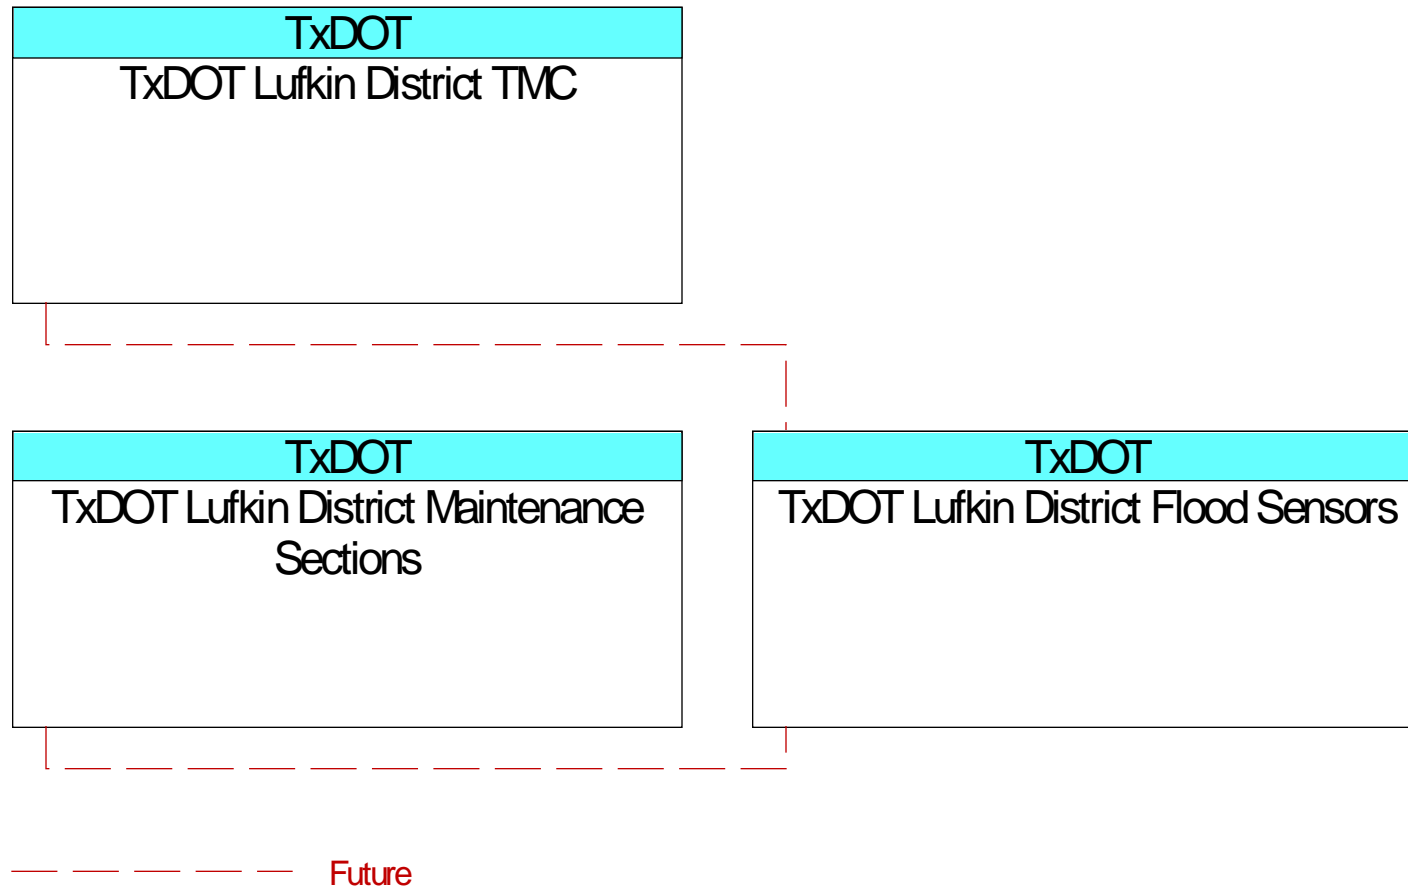 TxDOT
TxDOT Lufkin District TMC
TxDOT
TxDOT Lufkin District Maintenance
Sections
TxDOT
TxDOT Lufkin District Flood Sensors
Future